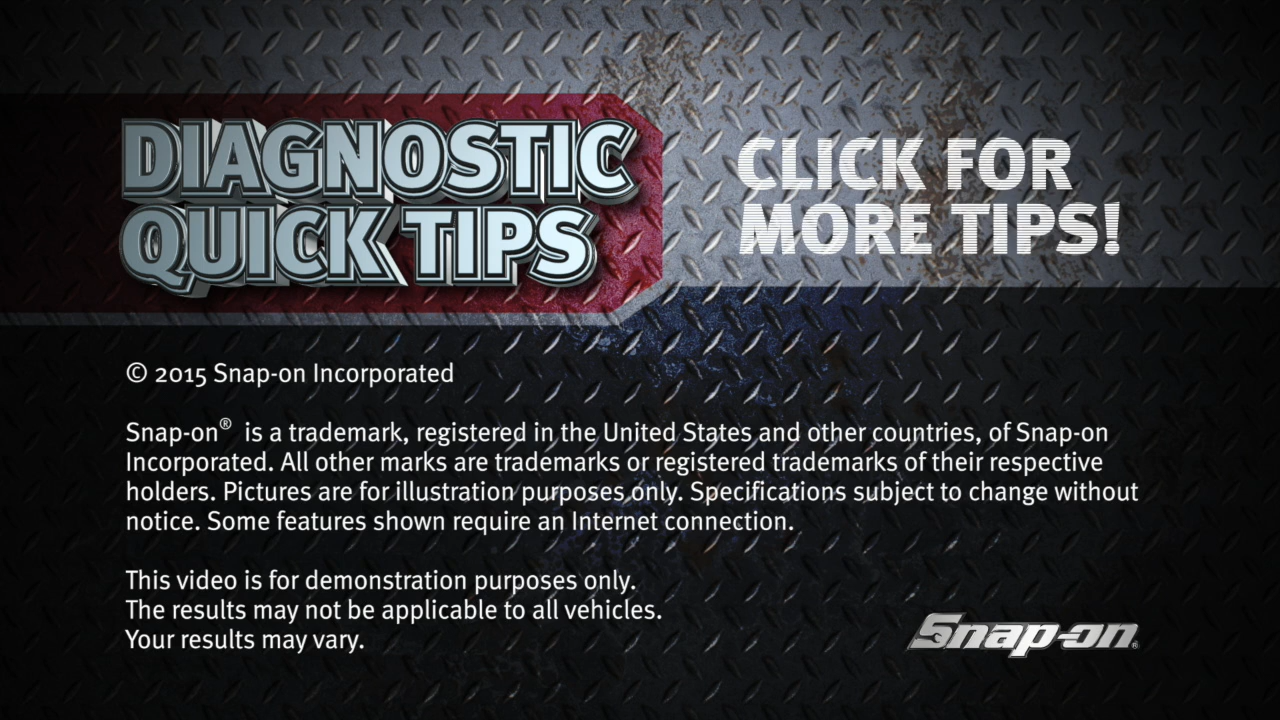 DIAGNOSTIC
QUICK TIPS
CLICK FOR
MORE TIPS!
© 2015 Snap-on Incorporated
Snap-on® is a trademark, registered in the United States and other countries, of Snap-on
Incorporated. All other marks are trademarks or registered trademarks of their respective
holders. Pictures are for illustration purposes only. Specifications subject to change without
notice. Some features shown require an Internet connection.
This video is for demonstration purposes only.
The results may not be applicable to all vehicles.
Your results may vary.
Snap-on®